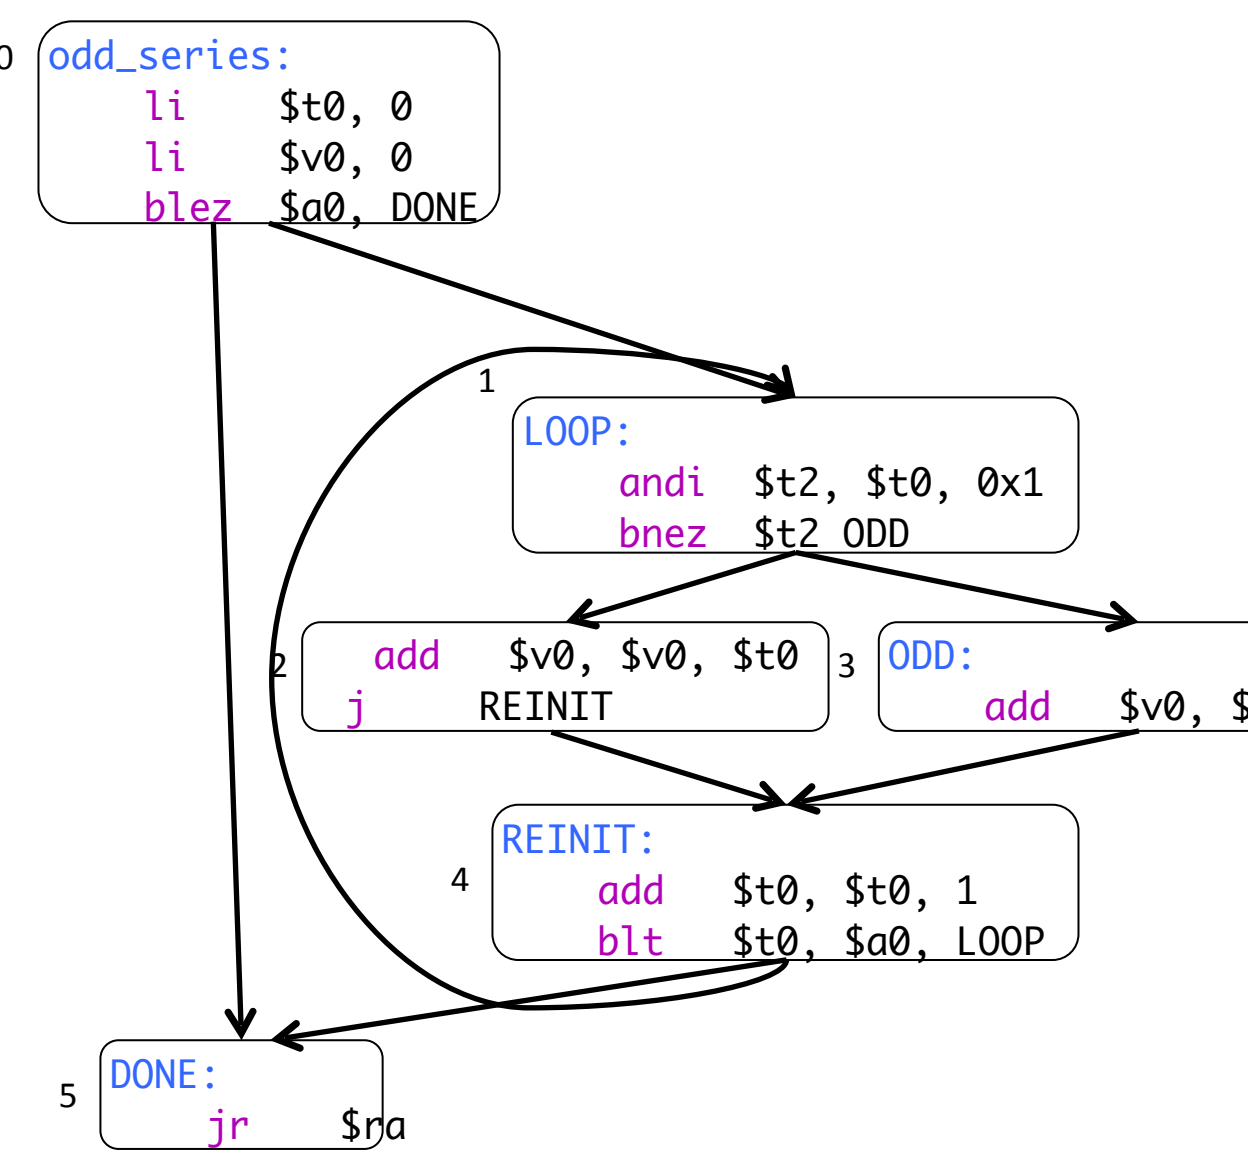 0
odd_series:
li $t0, 0
li $v0, 0
blez $a0, DONE
1
LOOP:
andi $t2, $t0, 0x1
bnez $t2 ODD
2
add $v0, $v0, $t0
j REINIT
3
ODD:
add $v0, $
4
REINIT:
add $t0, $t0, 1
blt $t0, $a0, LOOP
5
DONE:
jr $ra